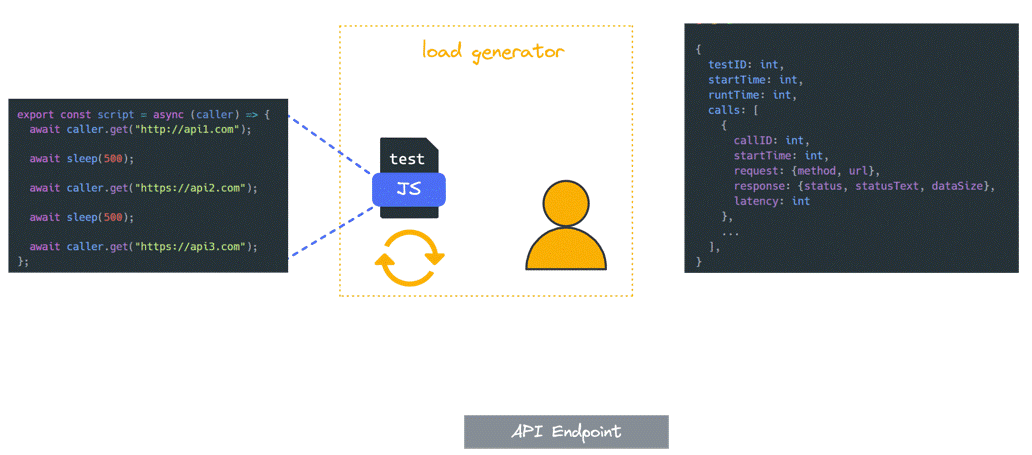 load generator
export const script = async (caller) => {
await caller.get("http://api1.com");
await sleep(500);
await caller.get("https://api2.com");
await sleep(500);
await caller.get("https://api3.com");
};
test
JS
{
testID: int,
startTime: int,
runTime: int,
calls: [
{
callID: int,
startTime: int,
request: {method, url},
response: {status, statusText, dataSize},
latency: int
},
...
],
}
API Endpoint